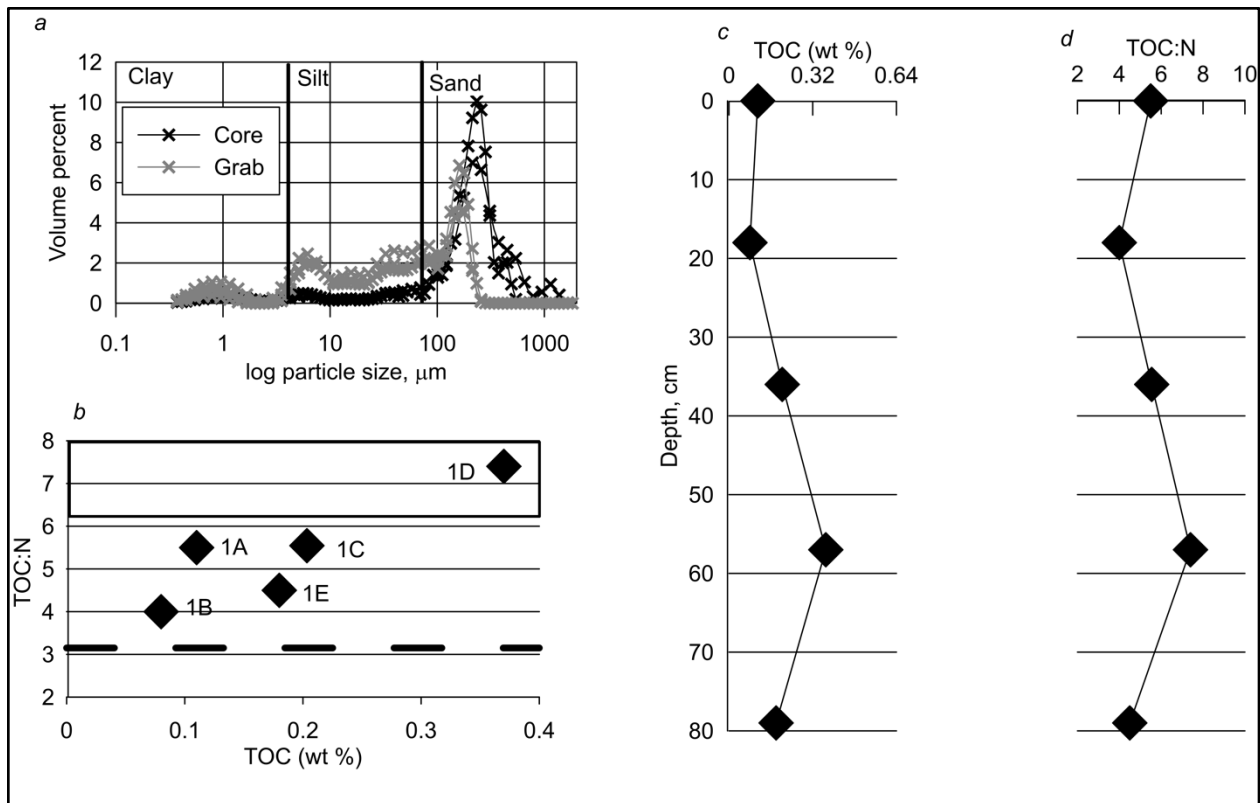 a
12
10
8
6
4
2
0
Volume percent
Clay
Silt
Sand
Core
Grab
0.1 1 10 100 1000
log particle size, μm
b
8
7
6
5
4
3
2
TOC:N
1D
1A
1C
1E
1B
0 0.1 0.2 0.3 0.4
TOC (wt %)
c
TOC (wt %)
0 0.32 0.64
0
10
20
30
40
50
60
70
80
Depth, cm
d
TOC:N
2 4 6 8 10